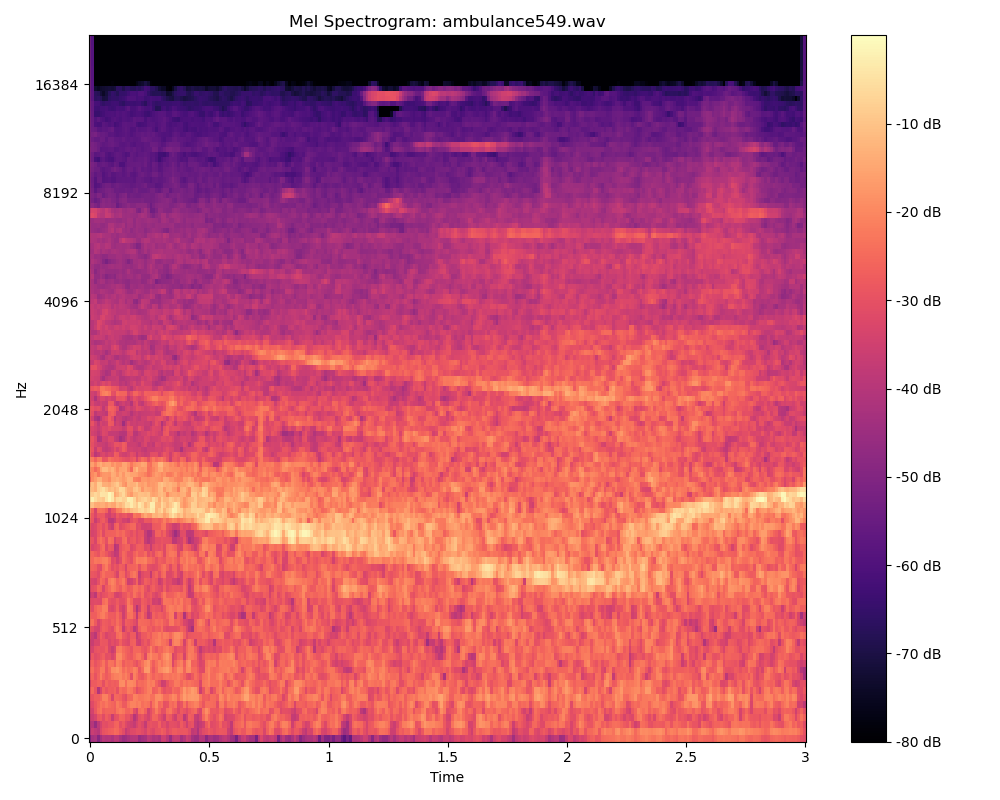 Mel Spectrogram: ambulance549.wav
16384
8192
4096
2048
1024
512
0
Hz
0
0.5
1
1.5
2
2.5
3
Time
-10 dB
-20 dB
-30 dB
-40 dB
-50 dB
-60 dB
-70 dB
-80 dB